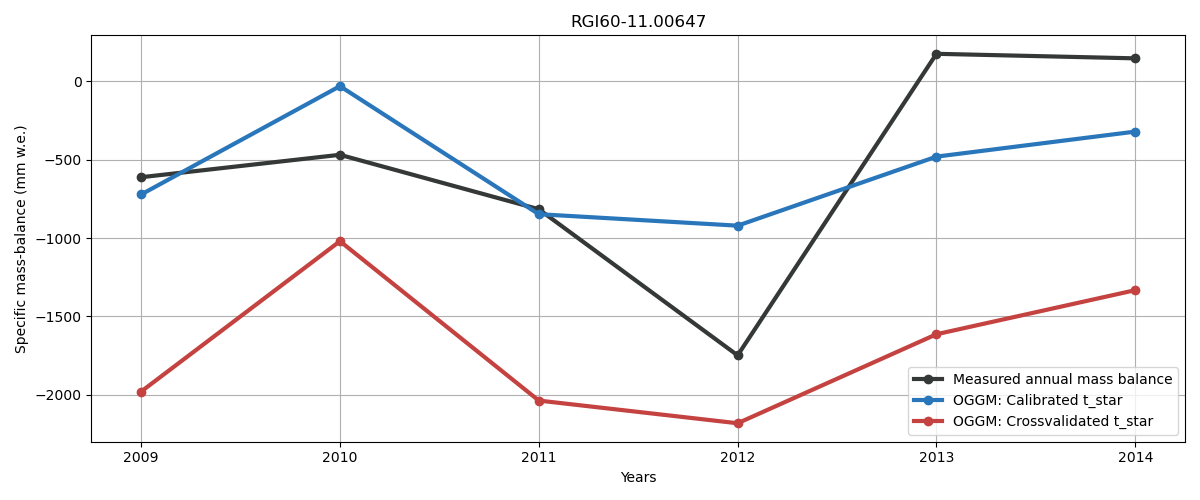 RGI60-11.00647
Specific mass-balance (mm w.e.)
0
−500
−1000
−1500
−2000
Measured annual mass balance
OGGM: Calibrated t_star
OGGM: Crossvalidated t_star
2009 2010 2011 2012 2013 2014
Years